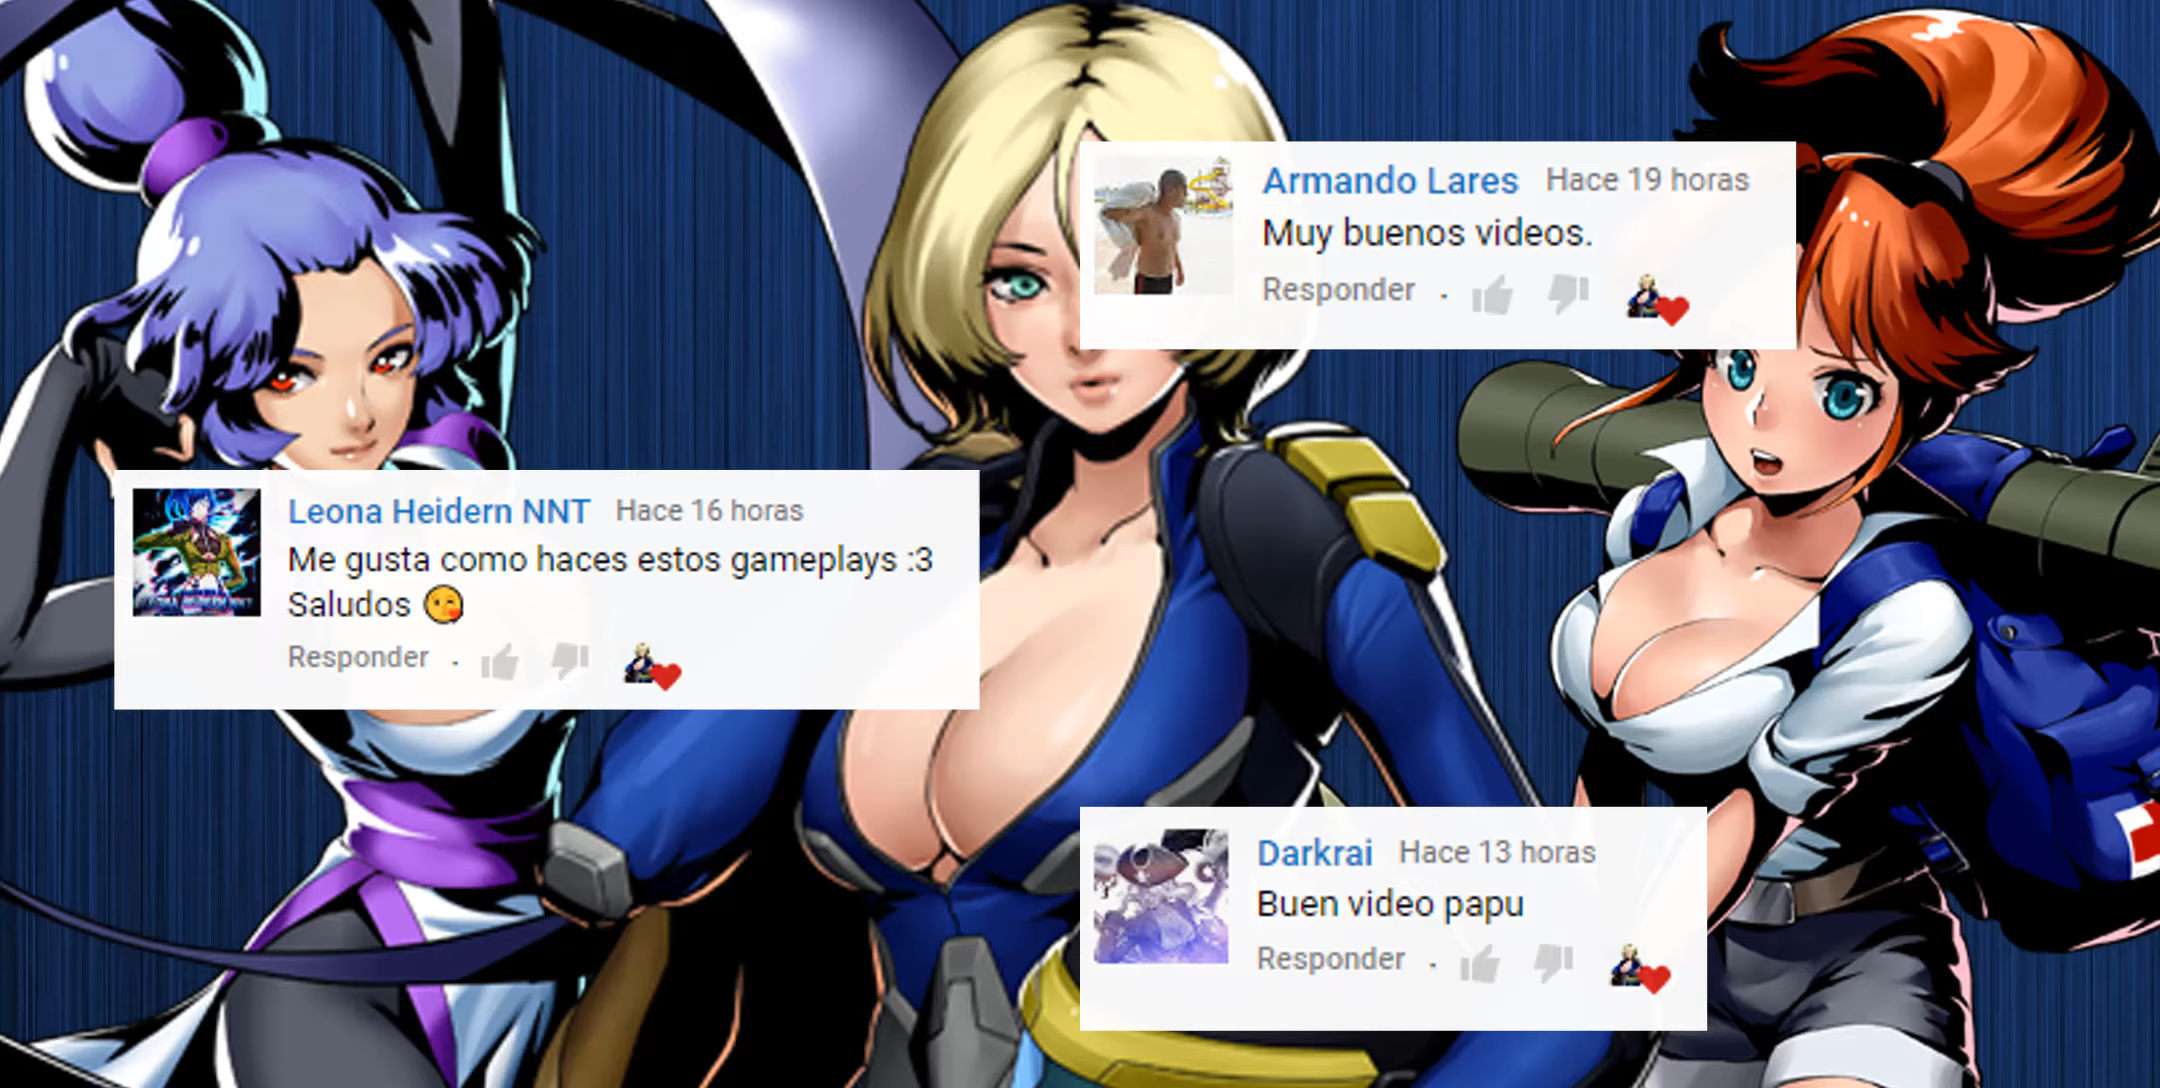 Armando Lares Hace 19 horas
Muy buenos videos.
Responder .
Leona Heidern NNT Hace 16 horas
Me gusta como haces estos gameplays :3
Saludos 😘
Responder .
Darkrai Hace 13 horas
Buen video papu
Responder .